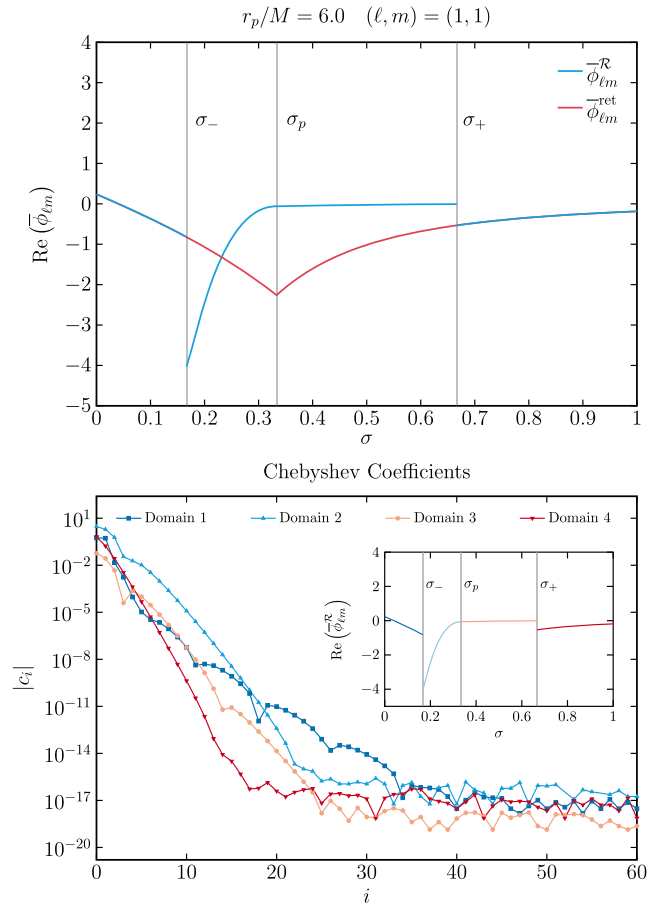 r_p/M = 6.0 (ℓ, m) = (1, 1)
4
3
2
1
0
−1
−2
−3
−4
−5
Re(ϕ̅_ℓm)
σ_−
σ_p
σ_+
ϕ̅^ℛ_ℓm
ϕ̅^ret_ℓm
0 0.1 0.2 0.3 0.4 0.5 0.6 0.7 0.8 0.9 1
σ
Chebyshev Coefficients
Domain 1 Domain 2 Domain 3 Domain 4
10^1
10^−2
10^−5
10^−8
10^−11
10^−14
10^−17
10^−20
|c_i|
4
2
0
−2
−4
Re(ϕ̅^ℛ_ℓm)
σ_−
σ_p
σ_+
0 0.2 0.4 0.6 0.8 1
σ
0 10 20 30 40 50 60
i